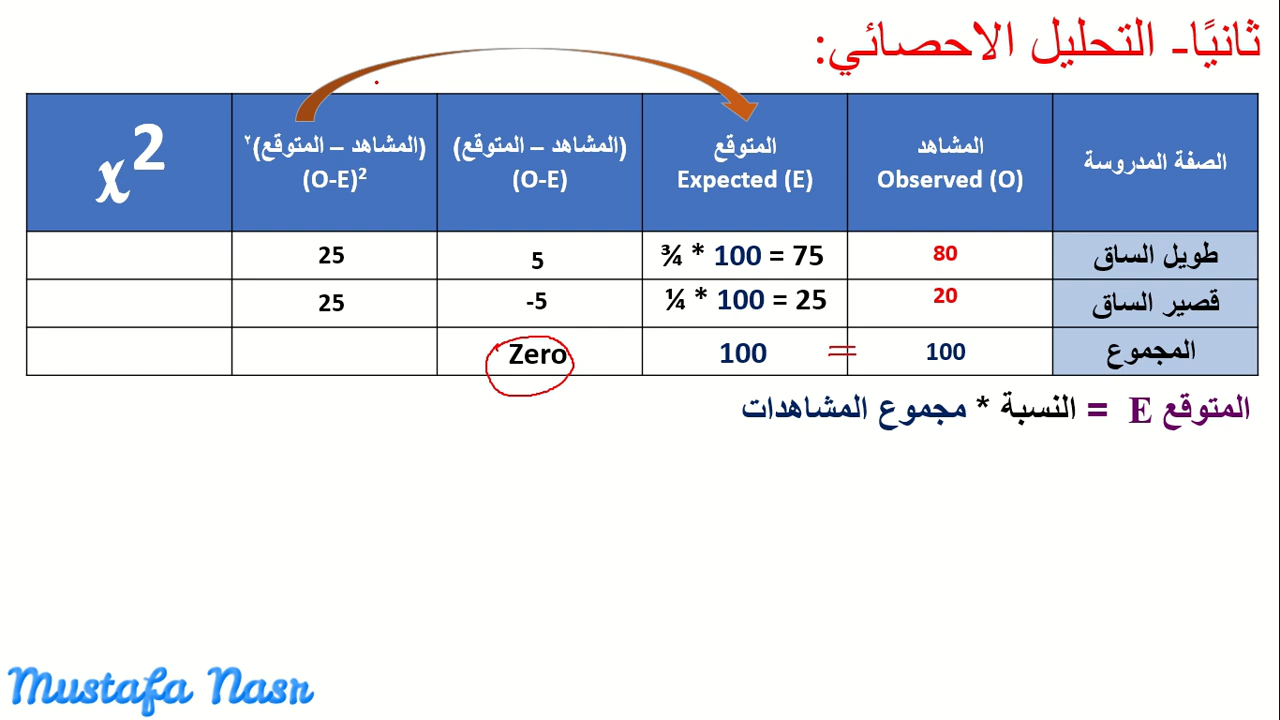 ثانيًا- التحليل الاحصائي:
الصفة المدروسة
المشاهد
Observed (O)
المتوقع
Expected (E)
(المشاهد – المتوقع)
(O-E)
(المشاهد – المتوقع)²
(O-E)²
χ²
طويل الساق
80
¾ * 100 = 75
5
25
قصير الساق
20
¼ * 100 = 25
-5
25
المجموع
100
=
100
Zero
المتوقع E = النسبة * مجموع المشاهدات
Mustafa Nasr